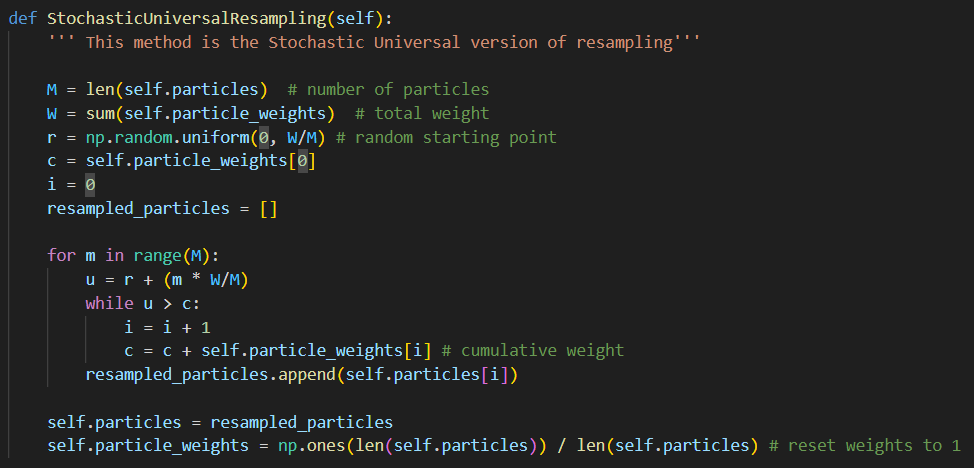 def StochasticUniversalResampling(self):
    ''' This method is the Stochastic Universal version of resampling'''

    M = len(self.particles)  # number of particles
    W = sum(self.particle_weights)  # total weight
    r = np.random.uniform(0, W/M) # random starting point
    c = self.particle_weights[0]
    i = 0
    resampled_particles = []

    for m in range(M):
        u = r + (m * W/M)
        while u > c:
            i = i + 1
            c = c + self.particle_weights[i] # cumulative weight
        resampled_particles.append(self.particles[i])

    self.particles = resampled_particles
    self.particle_weights = np.ones(len(self.particles)) / len(self.particles) # reset weights to 1